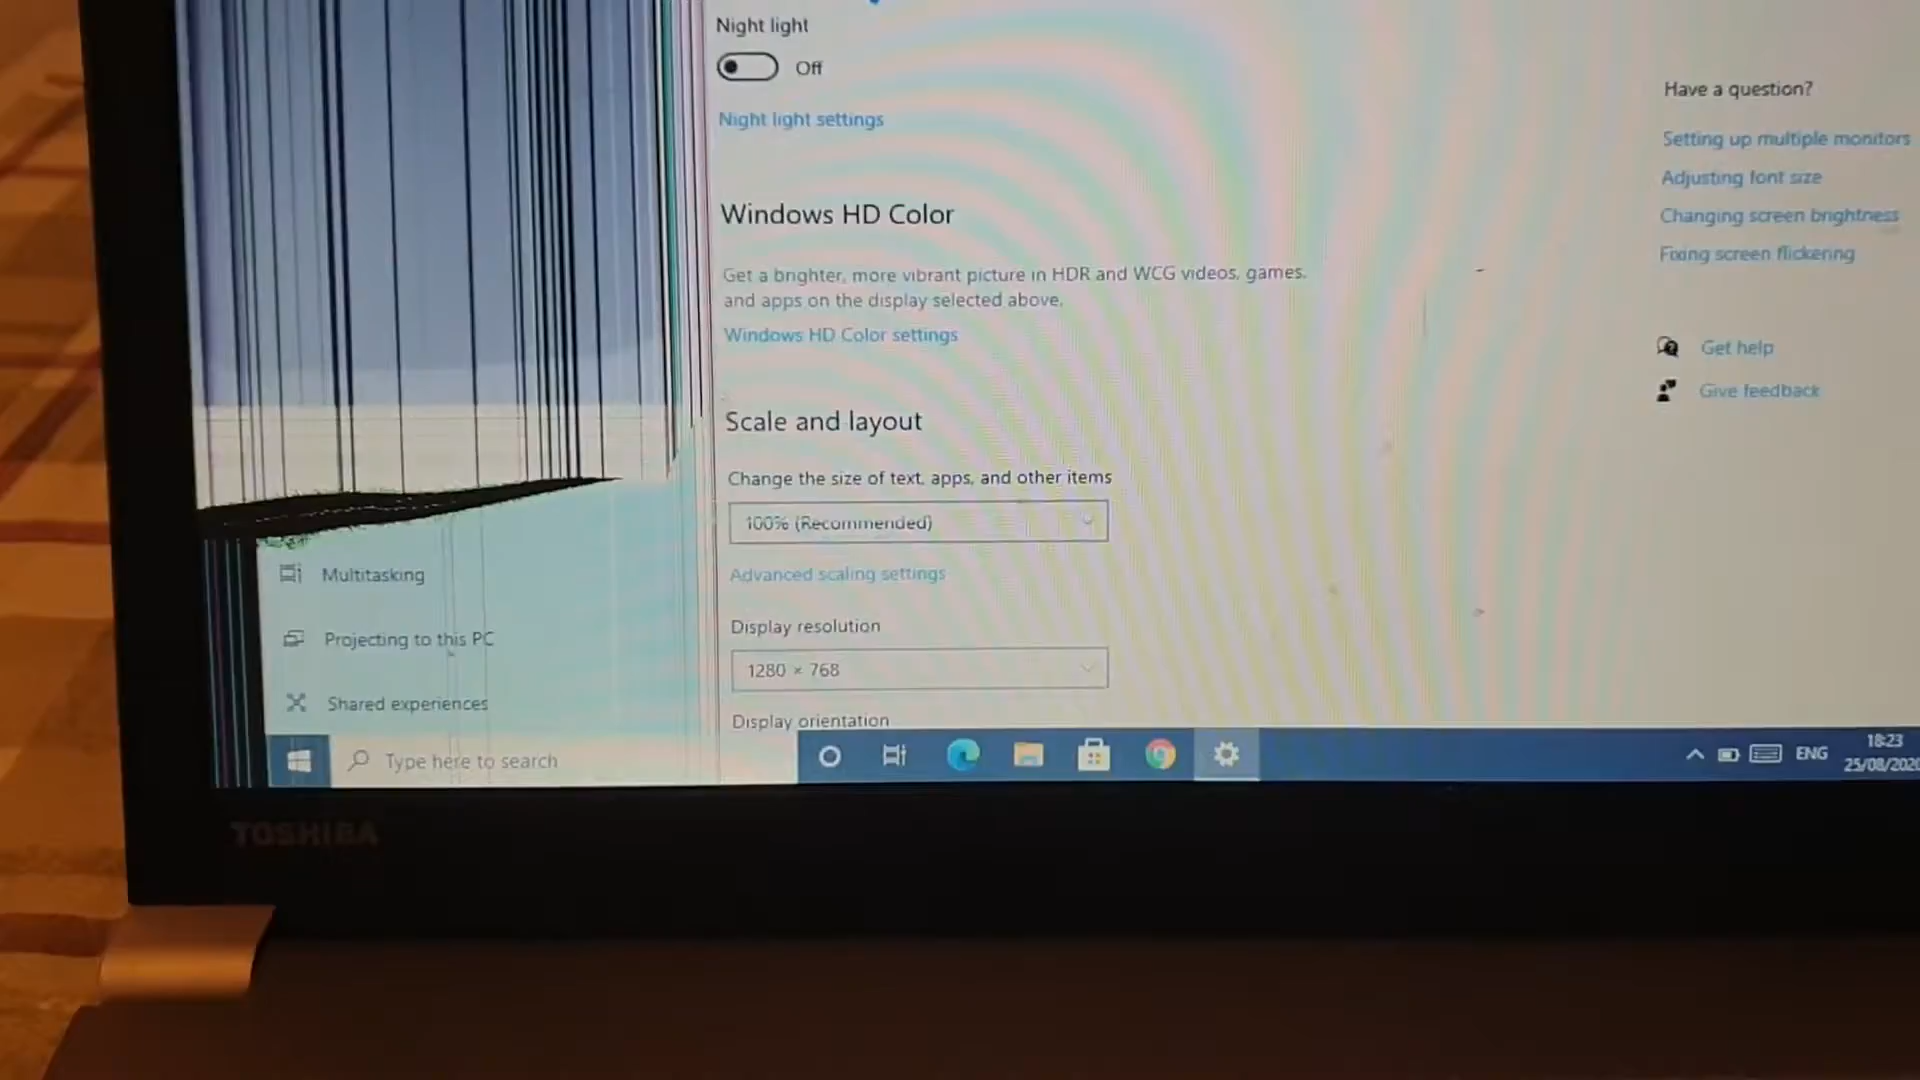 Night light
Off
Night light settings
Windows HD Color
Get a brighter, more vibrant picture in HDR and WCG videos, games,
and apps on the display selected above.
Windows HD Color settings
Scale and layout
Change the size of text, apps, and other items
100% (Recommended)
Advanced scaling settings
Display resolution
1280 × 768
Display orientation
Have a question?
Setting up multiple monitors
Adjusting font size
Changing screen brightness
Fixing screen flickering
Get help
Give feedback
Multitasking
Projecting to this PC
Shared experiences
Type here to search
ENG
18:23
25/08/2020
TOSHIBA